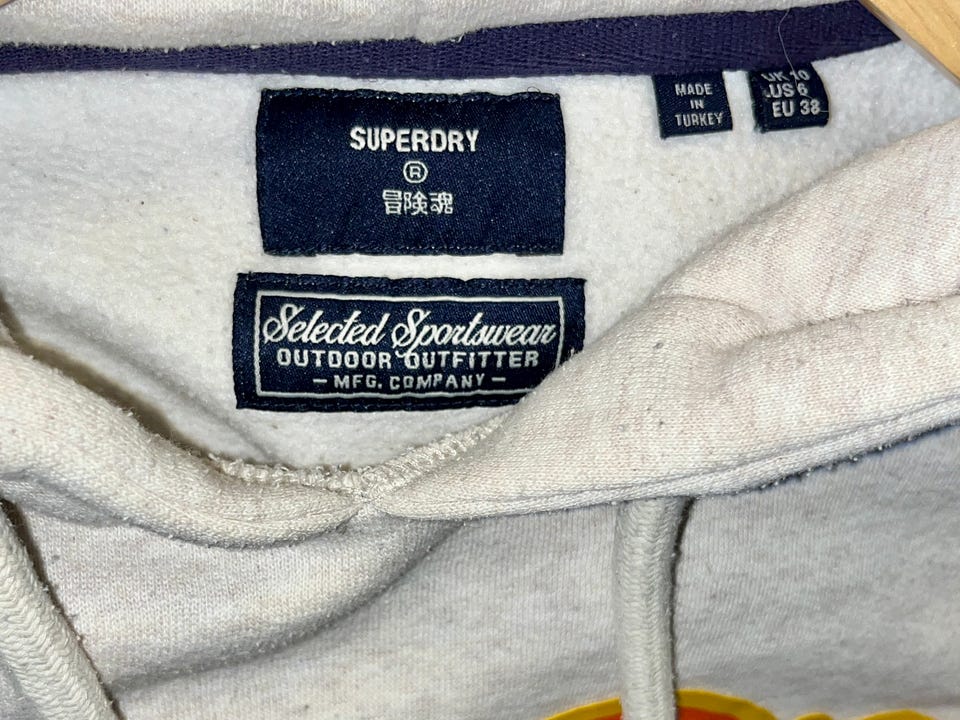 SUPERDRY
®
冒険魂
Selected Sportswear
OUTDOOR OUTFITTER
– MFG. COMPANY –
MADE
IN
TURKEY
UK 10
US 6
EU 38